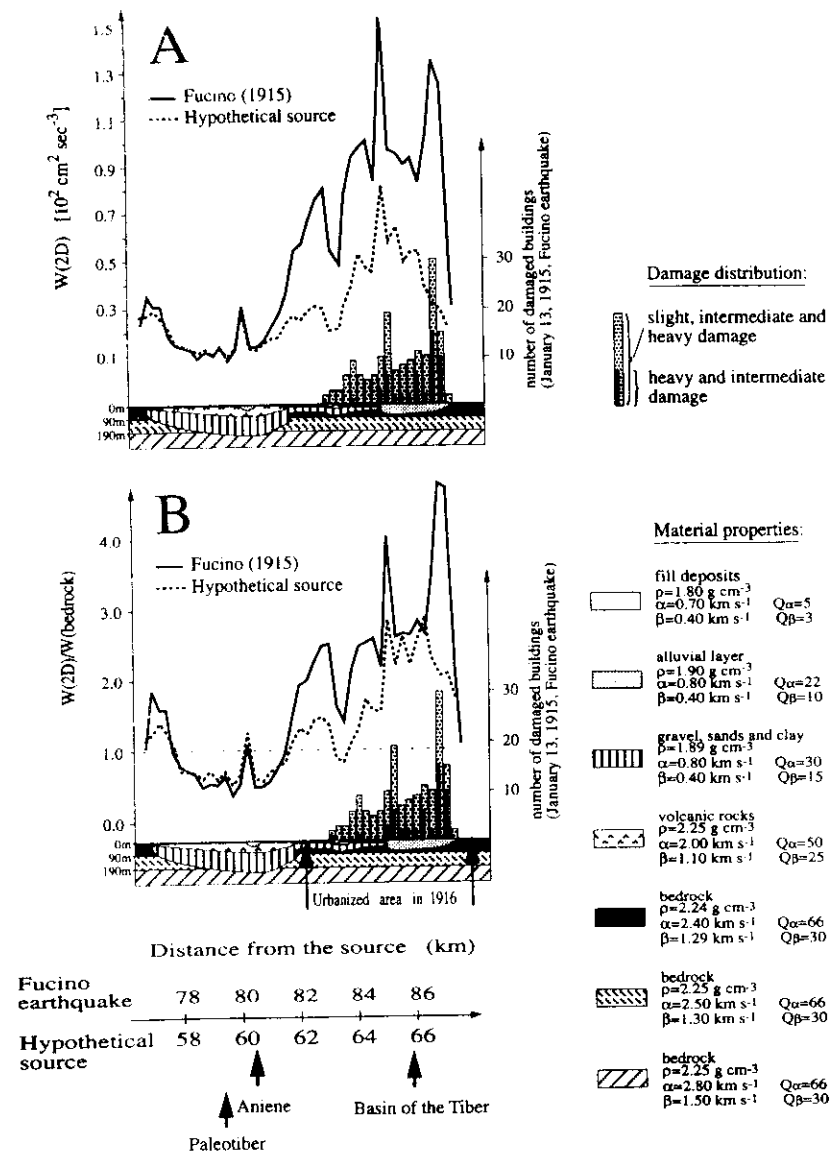 A
1.5
1.3
1.1
0.9
0.7
0.5
0.3
0.1
W(2D) [10² cm² sec⁻³]
Fucino (1915)
Hypothetical source
30
20
10
number of damaged buildings
(January 13, 1915, Fucino earthquake)
0m
90m
190m
Damage distribution:
slight, intermediate and
heavy damage
heavy and intermediate
damage
B
4.0
3.0
2.0
1.0
0.0
W(2D)/W(bedrock)
Fucino (1915)
Hypothetical source
30
20
10
number of damaged buildings
(January 13, 1915, Fucino earthquake)
0m
90m
190m
Urbanized area in 1916
Distance from the source (km)
Fucino
earthquake
78 80 82 84 86
Hypothetical
source
58 60 62 64 66
Aniene
Basin of the Tiber
Paleotiber
Material properties:
fill deposits
ρ=1.80 g cm⁻³
α=0.70 km s⁻¹ Qα=5
β=0.40 km s⁻¹ Qβ=3
alluvial layer
ρ=1.90 g cm⁻³
α=0.80 km s⁻¹ Qα=22
β=0.40 km s⁻¹ Qβ=10
gravel, sands and clay
ρ=1.89 g cm⁻³
α=0.80 km s⁻¹ Qα=30
β=0.40 km s⁻¹ Qβ=15
volcanic rocks
ρ=2.25 g cm⁻³
α=2.00 km s⁻¹ Qα=50
β=1.10 km s⁻¹ Qβ=25
bedrock
ρ=2.24 g cm⁻³
α=2.40 km s⁻¹ Qα=66
β=1.29 km s⁻¹ Qβ=30
bedrock
ρ=2.25 g cm⁻³
α=2.50 km s⁻¹ Qα=66
β=1.30 km s⁻¹ Qβ=30
bedrock
ρ=2.25 g cm⁻³
α=2.80 km s⁻¹ Qα=66
β=1.50 km s⁻¹ Qβ=30